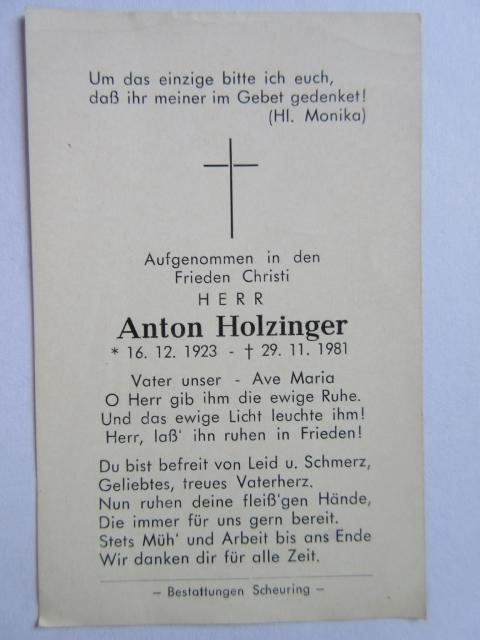 Um das einzige bitte ich euch,
daß ihr meiner im Gebet gedenket!
(Hl. Monika)
Aufgenommen in den
Frieden Christi
HERR
Anton Holzinger
* 16. 12. 1923 - † 29. 11. 1981
Vater unser - Ave Maria
O Herr gib ihm die ewige Ruhe.
Und das ewige Licht leuchte ihm!
Herr, laß' ihn ruhen in Frieden!
Du bist befreit von Leid u. Schmerz,
Geliebtes, treues Vaterherz.
Nun ruhen deine fleiß'gen Hände,
Die immer für uns gern bereit.
Stets Müh' und Arbeit bis ans Ende
Wir danken dir für alle Zeit.
- Bestattungen Scheuring -